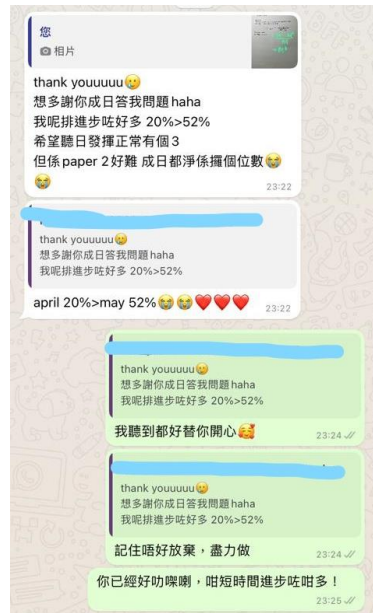 您
相片
thank youuuuu🥲
想多謝你成日答我問題haha
我呢排進步咗好多 20%>52%
希望聽日發揮正常有個3
但係paper 2好難 成日都淨係攞個位數😭
😭
23:22
thank youuuuu🥲
想多謝你成日答我問題haha
我呢排進步咗好多 20%>52%
april 20%>may 52%😭😭❤️❤️❤️
23:22
thank youuuuu🥲
想多謝你成日答我問題haha
我呢排進步咗好多 20%>52%
我聽到都好替你開心🥰
23:24
thank youuuuu🥲
想多謝你成日答我問題haha
我呢排進步咗好多 20%>52%
記住唔好放棄，盡力做
23:24
你已經好叻㗎喇，咁短時間進步咗咁多！
23:25